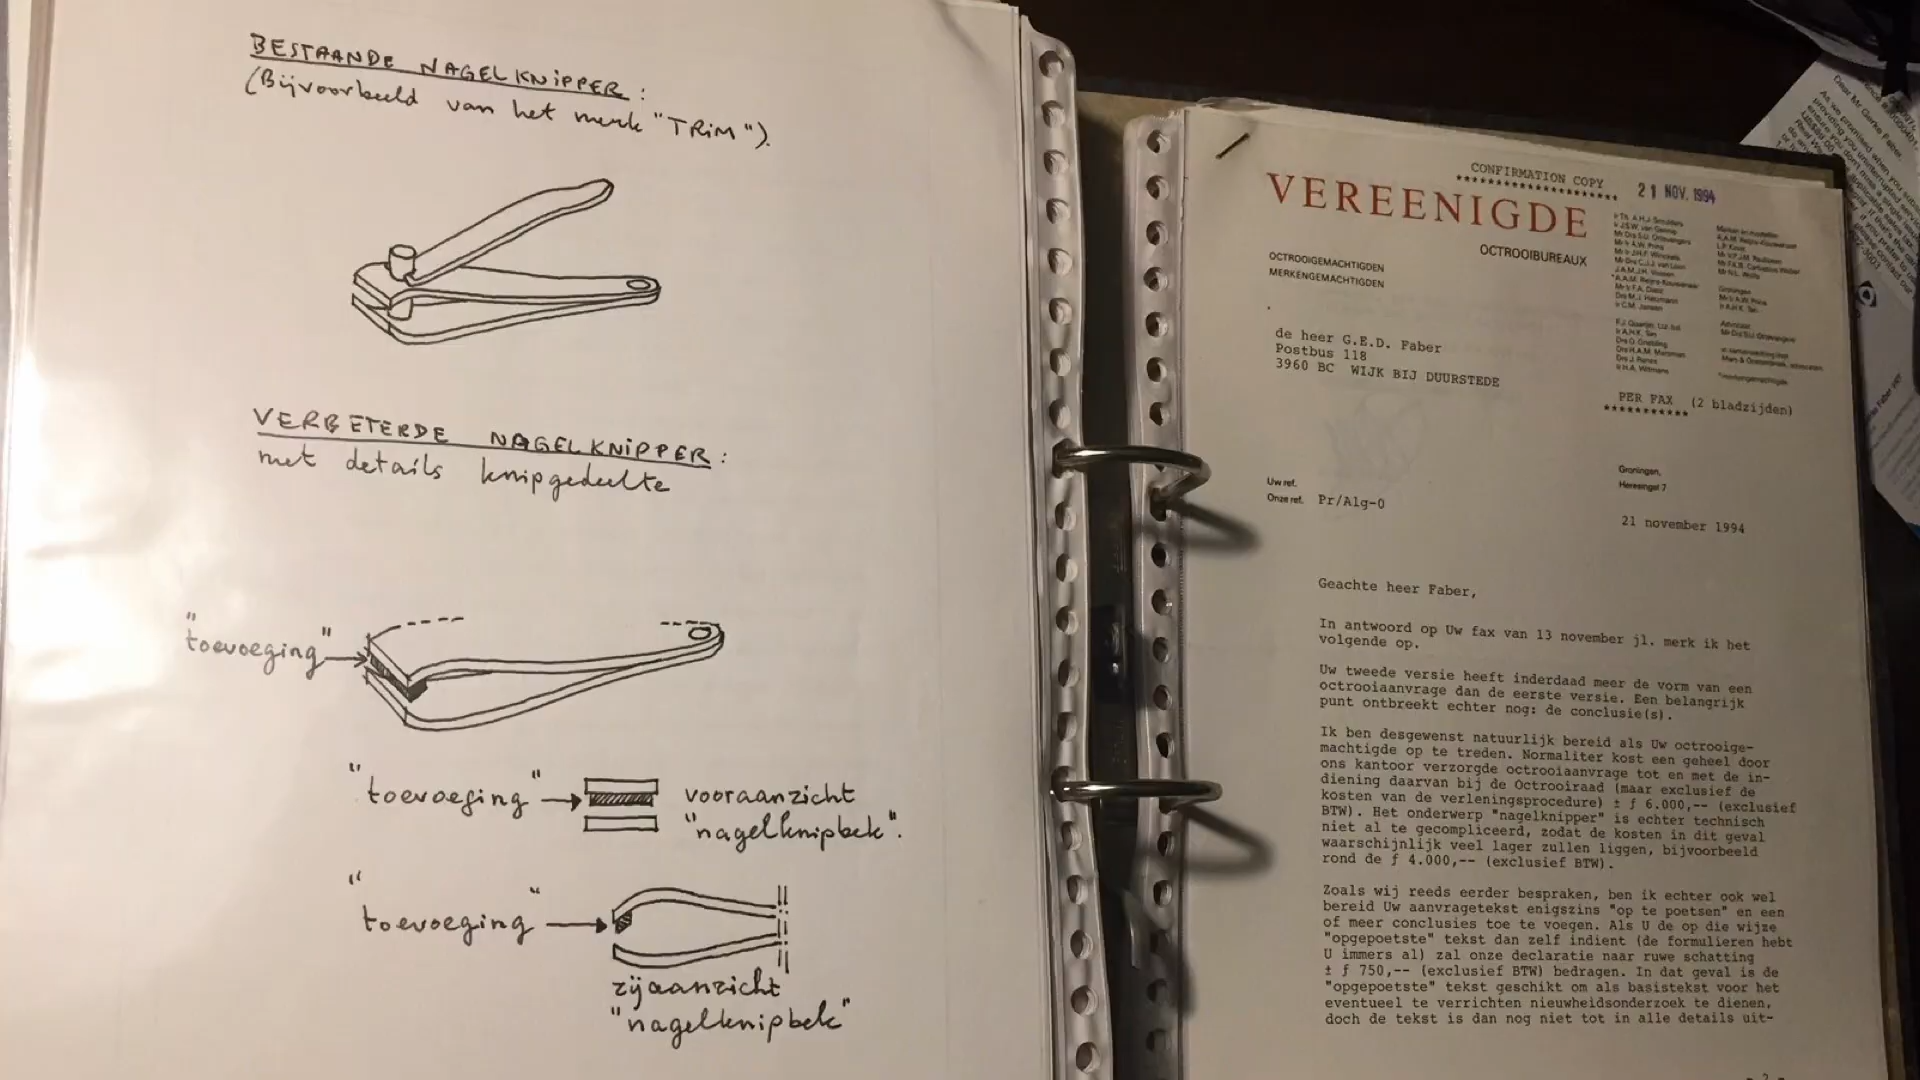 BESTAANDE NAGELKNIPPER:
(Bijvoorbeeld van het merk "TRIM").
VERBETERDE NAGELKNIPPER:
met details knipgedeelte
"toevoeging"
"toevoeging"
vooraanzicht
"nagelknipbek".
"toevoeging"
zijaanzicht
"nagelknipbek"
CONFIRMATION COPY
*********************
21 NOV. 1994
VEREENIGDE
OCTROOIBUREAUX
OCTROOIGEMACHTIGDEN
MERKENGEMACHTIGDEN
de heer G.E.D. Faber
Postbus 118
3960 BC WIJK BIJ DUURSTEDE
PER FAX (2 bladzijden)
***********
Groningen,
Heresingel 7
Uw ref.
Onze ref. Pr/Alg-0
21 november 1994
Geachte heer Faber,
In antwoord op Uw fax van 13 november jl. merk ik het
volgende op.
Uw tweede versie heeft inderdaad meer de vorm van een
octrooiaanvrage dan de eerste versie. Een belangrijk
punt ontbreekt echter nog: de conclusie(s).
Ik ben desgewenst natuurlijk bereid als Uw octrooige-
machtigde op te treden. Normaliter kost een geheel door
ons kantoor verzorgde octrooiaanvrage tot en met de in-
diening daarvan bij de Octrooiraad (maar exclusief de
kosten van de verleningsprocedure) ± ƒ 6.000,-- (exclusief
BTW). Het onderwerp "nagelknipper" is echter technisch
niet al te gecompliceerd, zodat de kosten in dit geval
waarschijnlijk veel lager zullen liggen, bijvoorbeeld
rond de ƒ 4.000,-- (exclusief BTW).
Zoals wij reeds eerder bespraken, ben ik echter ook wel
bereid Uw aanvragetekst enigszins "op te poetsen" en een
of meer conclusies toe te voegen. Als U de op die wijze
"opgepoetste" tekst dan zelf indient (de formulieren hebt
U immers al) zal onze declaratie naar ruwe schatting
± ƒ 750,-- (exclusief BTW) bedragen. In dat geval is de
"opgepoetste" tekst geschikt om als basistekst voor het
eventueel te verrichten nieuwheidsonderzoek te dienen,
doch de tekst is dan nog niet tot in alle details uit-